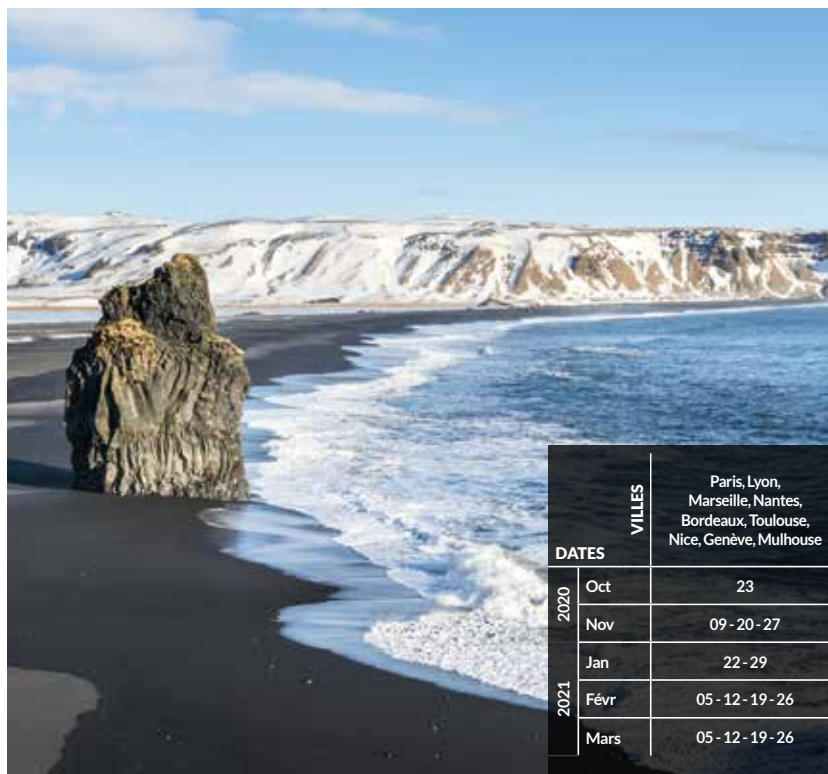 VILLES
Paris, Lyon,
Marseille, Nantes,
Bordeaux, Toulouse,
Nice, Genève, Mulhouse
DATES
2020
Oct 23
Nov 09 - 20 - 27
2021
Jan 22 - 29
Févr 05 - 12 - 19 - 26
Mars 05 - 12 - 19 - 26